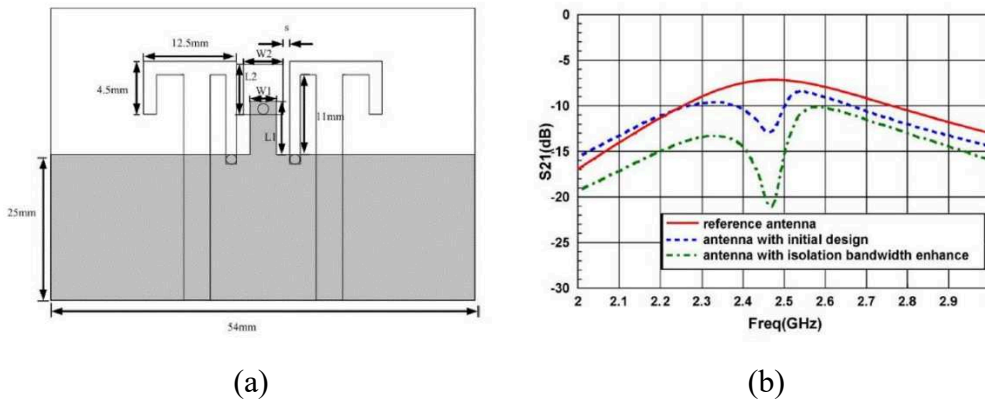 s
12.5mm
W2
L2
4.5mm
W1
11mm
L1
25mm
54mm
(a)
0
-5
-10
-15
-20
-25
-30
S21(dB)
reference antenna
antenna with initial design
antenna with isolation bandwidth enhance
2 2.1 2.2 2.3 2.4 2.5 2.6 2.7 2.8 2.9
Freq(GHz)
(b)